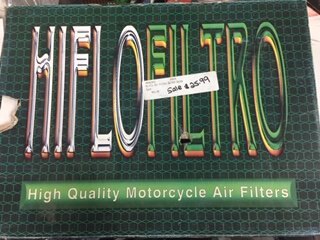 HIFLOFILTRO
Sale $25.99
High Quality Motorcycle Air Filters